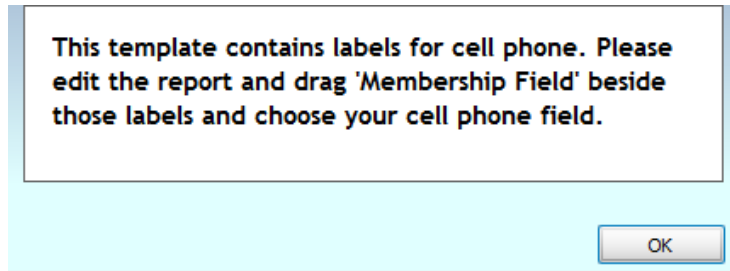 This template contains labels for cell phone. Please
edit the report and drag 'Membership Field' beside
those labels and choose your cell phone field.
OK